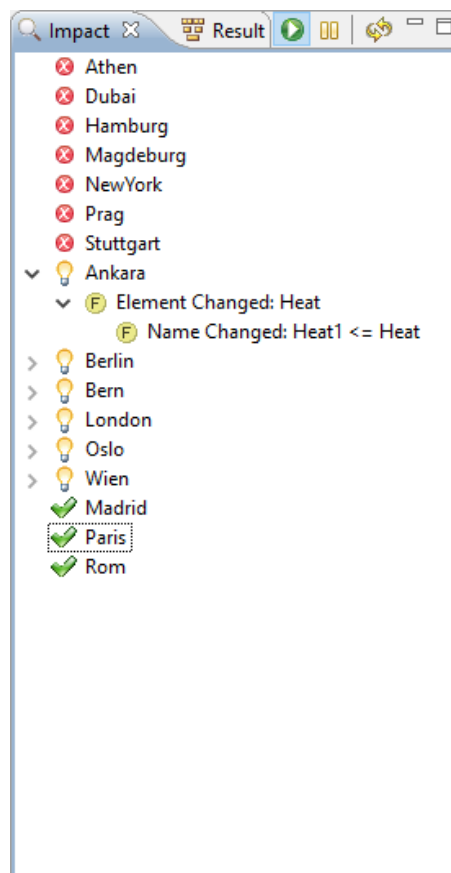 Impact Result
Athen
Dubai
Hamburg
Magdeburg
NewYork
Prag
Stuttgart
Ankara
F Element Changed: Heat
F Name Changed: Heat1 <= Heat
Berlin
Bern
London
Oslo
Wien
Madrid
Paris
Rom